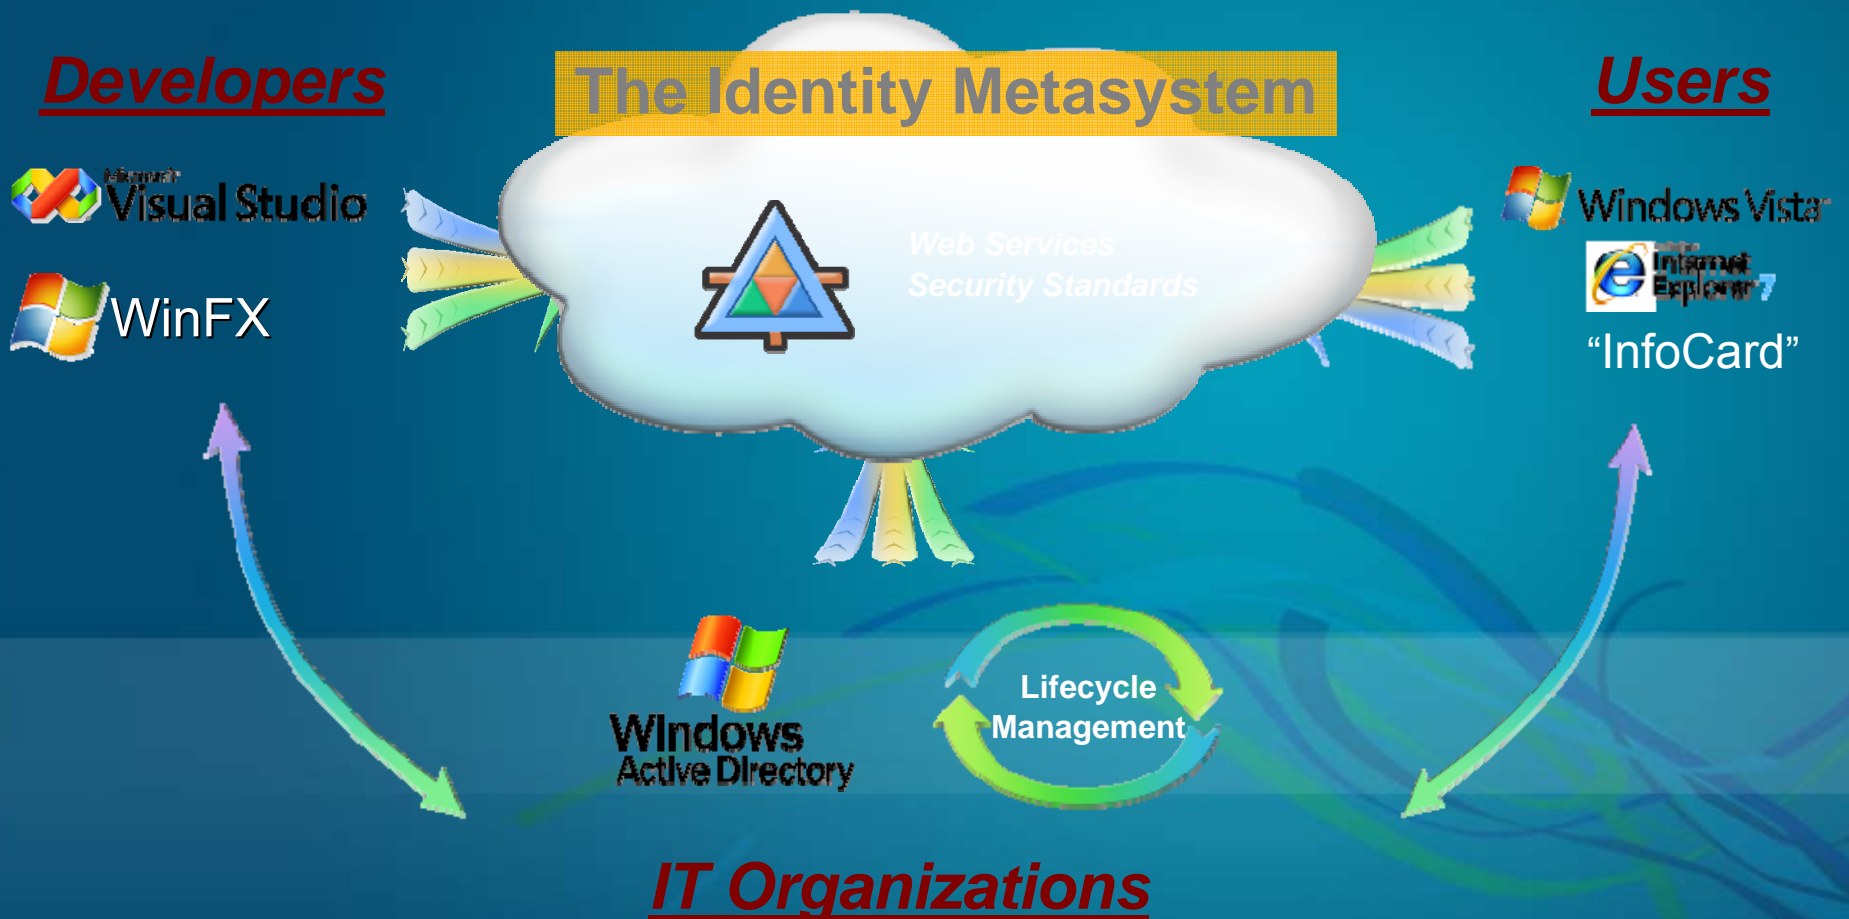 Developers
The Identity Metasystem
Users
Microsoft
Visual Studio
WinFX
Web Services
Security Standards
Windows Vista
Internet
Explorer 7
“InfoCard”
Windows
Active Directory
Lifecycle
Management
IT Organizations